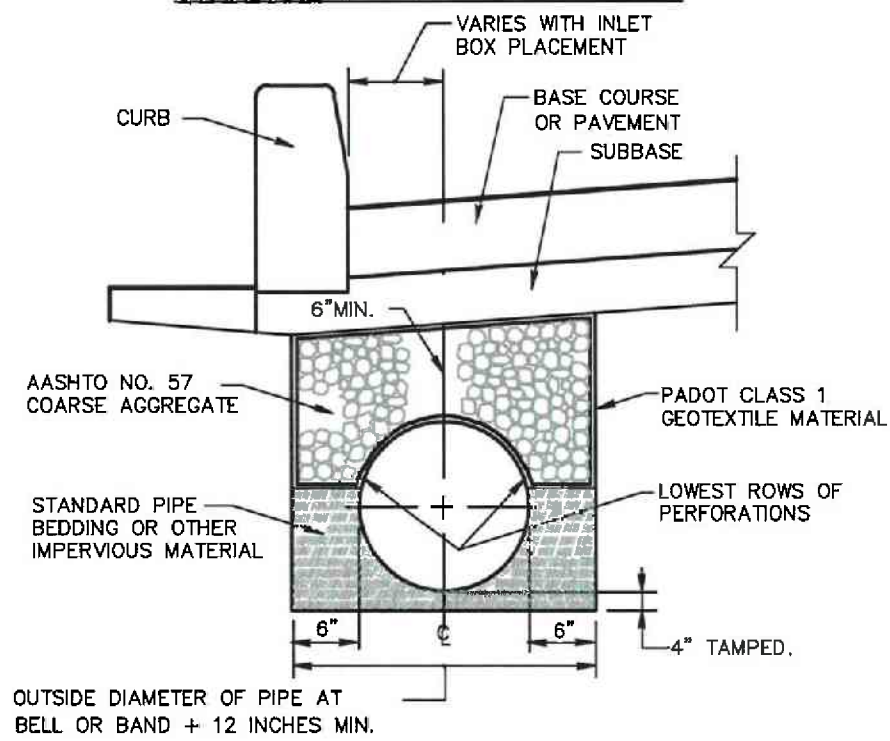 VARIES WITH INLET
BOX PLACEMENT
CURB
BASE COURSE
OR PAVEMENT
SUBBASE
6"MIN.
AASHTO NO. 57
COARSE AGGREGATE
PADOT CLASS 1
GEOTEXTILE MATERIAL
STANDARD PIPE
BEDDING OR OTHER
IMPERVIOUS MATERIAL
LOWEST ROWS OF
PERFORATIONS
6"
℄
6"
4" TAMPED.
OUTSIDE DIAMETER OF PIPE AT
BELL OR BAND + 12 INCHES MIN.